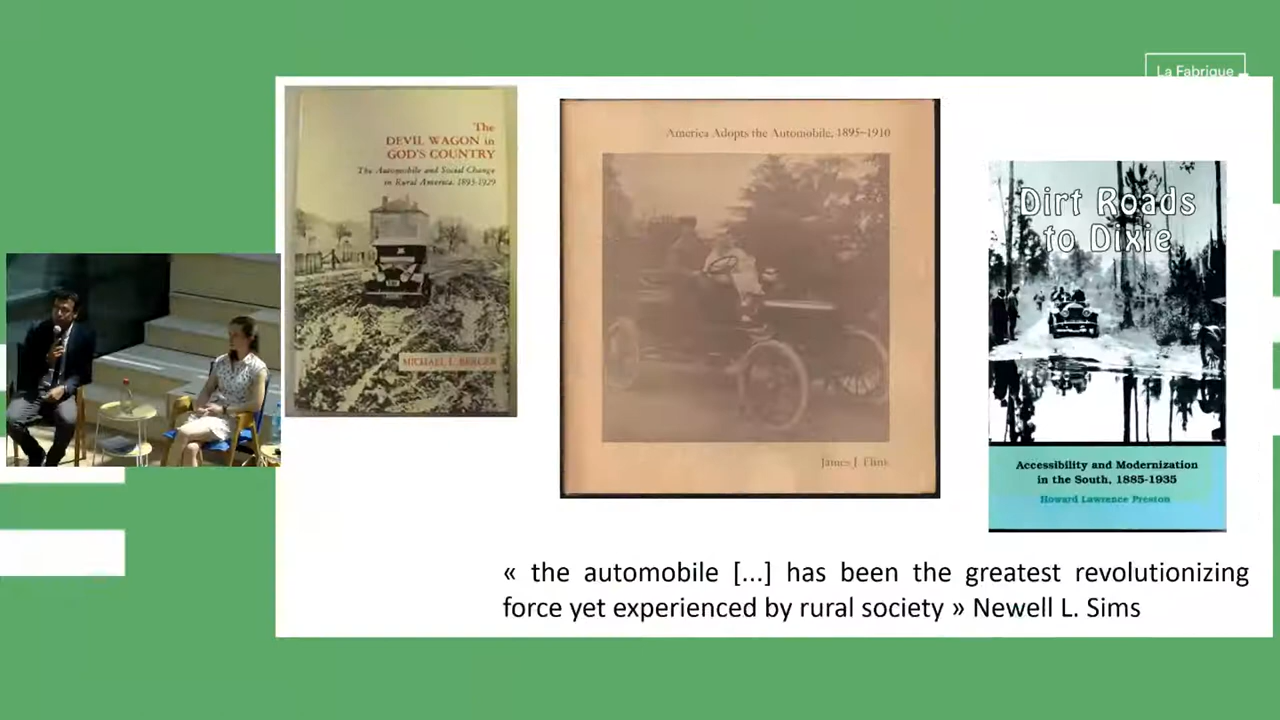 La Fabrique
The
DEVIL WAGON in
GOD'S COUNTRY
The Automobile and Social Change
in Rural America, 1893-1929
MICHAEL L. BERGER
America Adopts the Automobile, 1895–1910
James J. Flink
Dirt Roads
to Dixie
Accessibility and Modernization
in the South, 1885-1935
Howard Lawrence Preston
« the automobile [...] has been the greatest revolutionizing
force yet experienced by rural society » Newell L. Sims